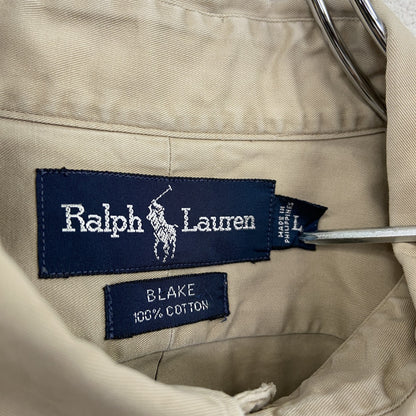 Ralph Lauren
MADE IN
PHILIPPINES
BLAKE
100% COTTON